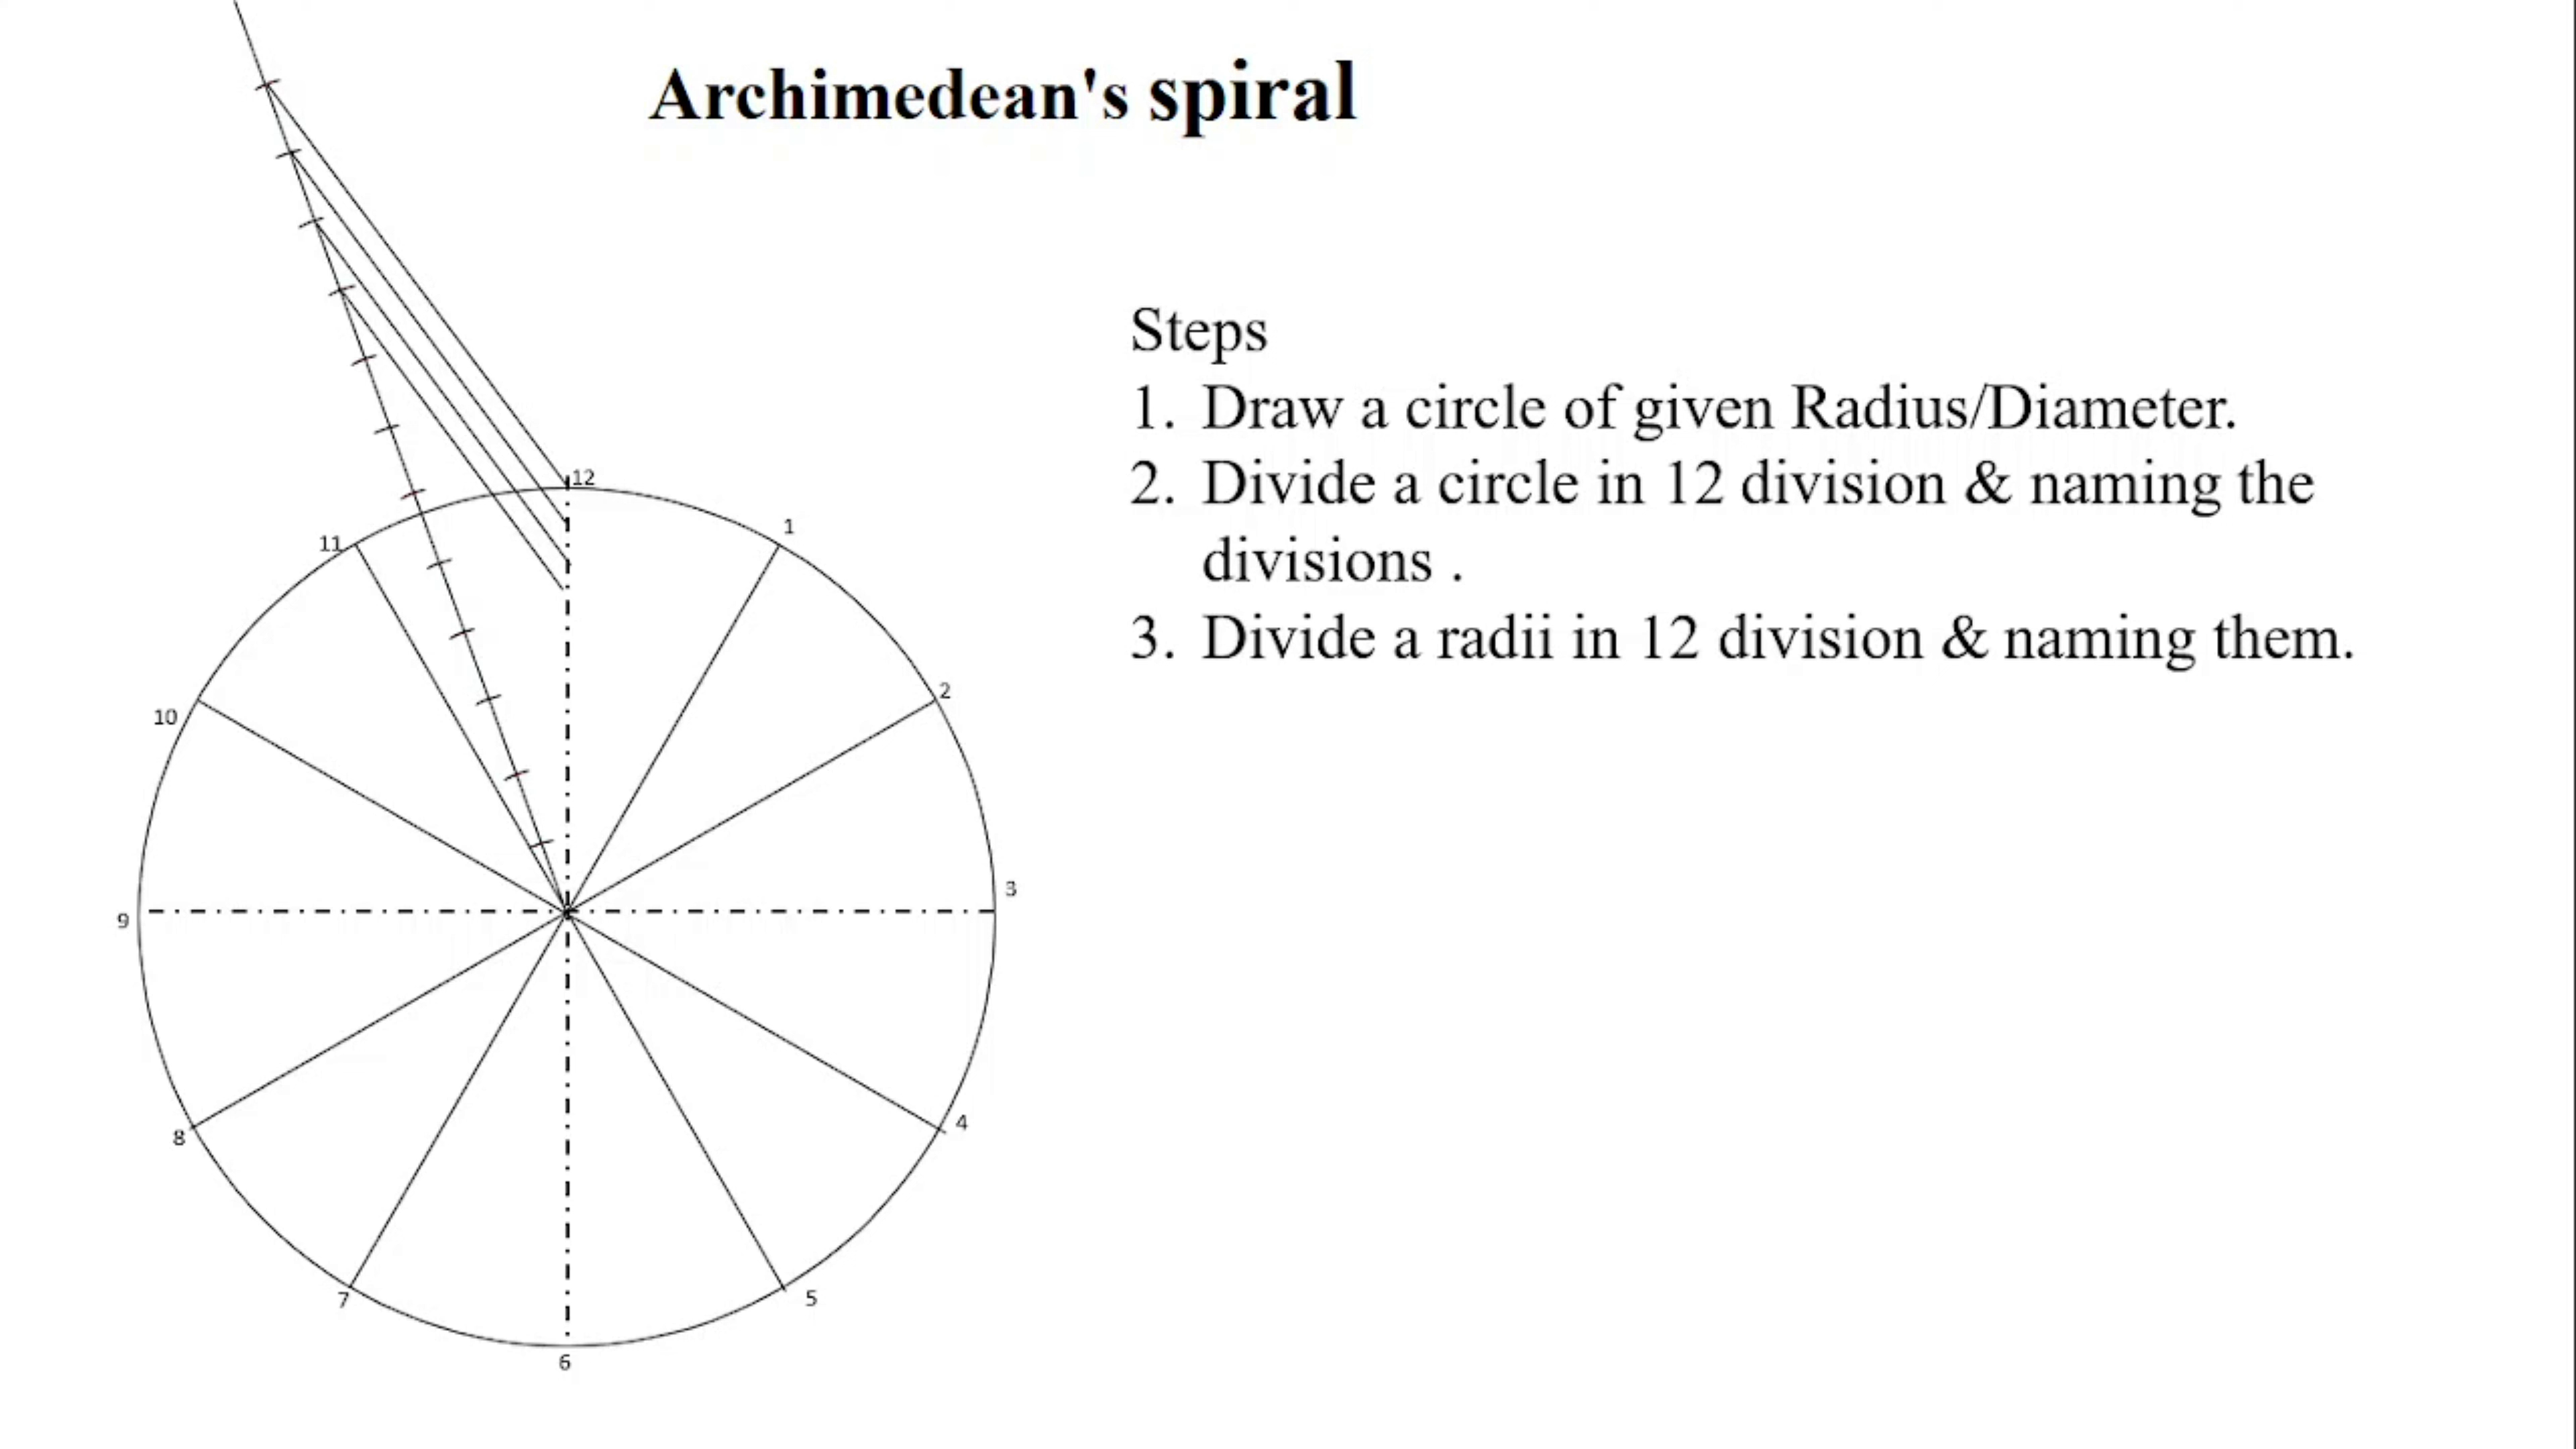 Archimedean's spiral
Steps
1. Draw a circle of given Radius/Diameter.
2. Divide a circle in 12 division & naming the
divisions .
3. Divide a radii in 12 division & naming them.
12
1
11
2
10
3
9
4
8
5
7
6